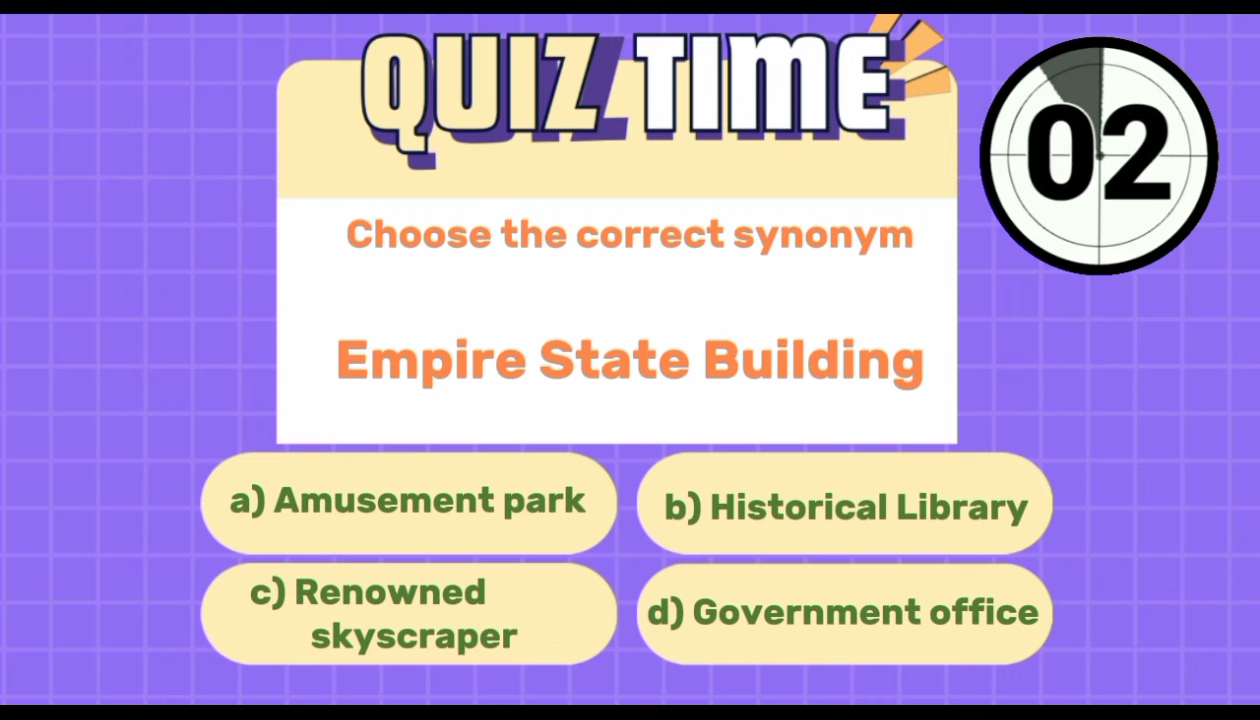 QUIZ TIME
02
Choose the correct synonym
Empire State Building
a) Amusement park
b) Historical Library
c) Renowned
skyscraper
d) Government office